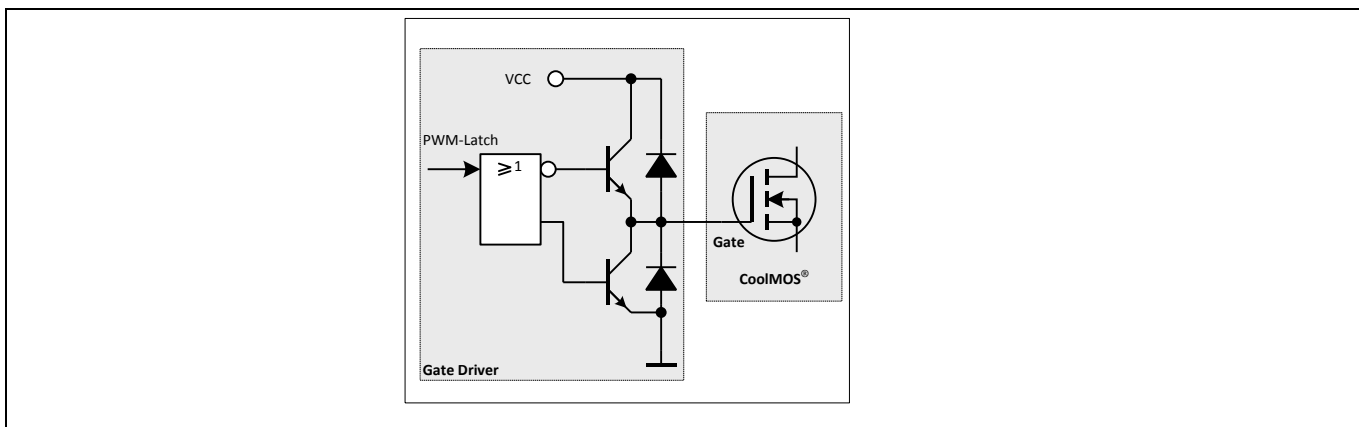 VCC
PWM-Latch
≥1
Gate
CoolMOS®
Gate Driver